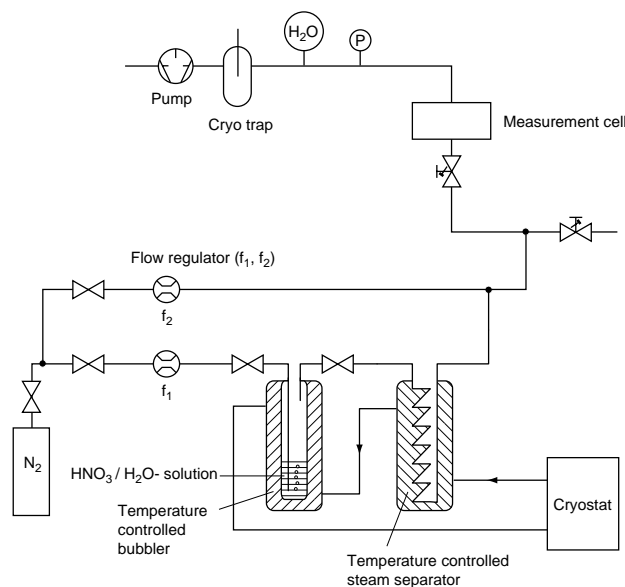 H₂O
P
Pump
Cryo trap
Measurement cell
Flow regulator (f₁, f₂)
f₂
f₁
N₂
HNO₃ / H₂O- solution
Temperature
controlled
bubbler
Cryostat
Temperature controlled
steam separator